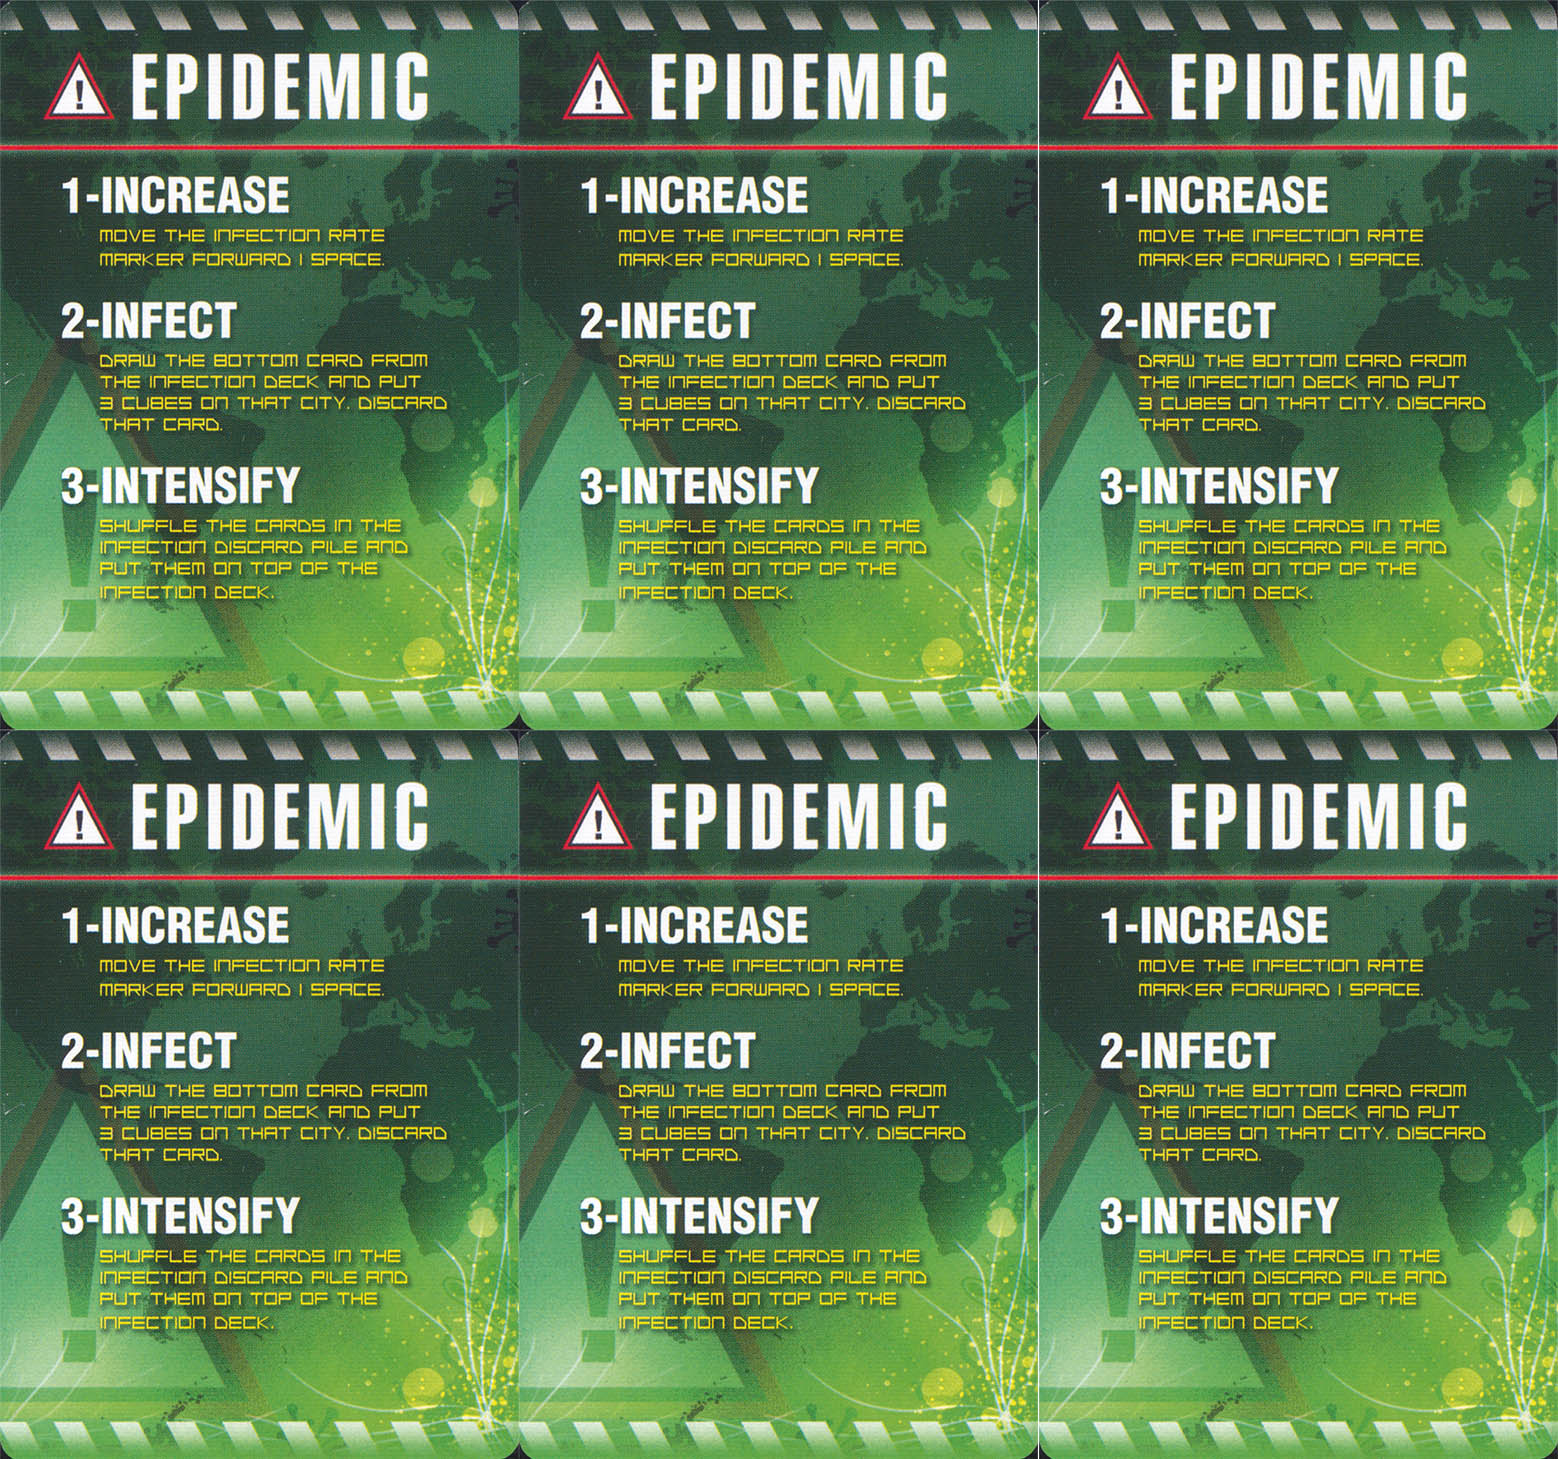 EPIDEMIC
1-INCREASE
MOVE THE INFECTION RATE
MARKER FORWARD 1 SPACE.
2-INFECT
DRAW THE BOTTOM CARD FROM
THE INFECTION DECK AND PUT
3 CUBES ON THAT CITY. DISCARD
THAT CARD.
3-INTENSIFY
SHUFFLE THE CARDS IN THE
INFECTION DISCARD PILE AND
PUT THEM ON TOP OF THE
INFECTION DECK.
EPIDEMIC
1-INCREASE
MOVE THE INFECTION RATE
MARKER FORWARD 1 SPACE.
2-INFECT
DRAW THE BOTTOM CARD FROM
THE INFECTION DECK AND PUT
3 CUBES ON THAT CITY. DISCARD
THAT CARD.
3-INTENSIFY
SHUFFLE THE CARDS IN THE
INFECTION DISCARD PILE AND
PUT THEM ON TOP OF THE
INFECTION DECK.
EPIDEMIC
1-INCREASE
MOVE THE INFECTION RATE
MARKER FORWARD 1 SPACE.
2-INFECT
DRAW THE BOTTOM CARD FROM
THE INFECTION DECK AND PUT
3 CUBES ON THAT CITY. DISCARD
THAT CARD.
3-INTENSIFY
SHUFFLE THE CARDS IN THE
INFECTION DISCARD PILE AND
PUT THEM ON TOP OF THE
INFECTION DECK.
EPIDEMIC
1-INCREASE
MOVE THE INFECTION RATE
MARKER FORWARD 1 SPACE.
2-INFECT
DRAW THE BOTTOM CARD FROM
THE INFECTION DECK AND PUT
3 CUBES ON THAT CITY. DISCARD
THAT CARD.
3-INTENSIFY
SHUFFLE THE CARDS IN THE
INFECTION DISCARD PILE AND
PUT THEM ON TOP OF THE
INFECTION DECK.
EPIDEMIC
1-INCREASE
MOVE THE INFECTION RATE
MARKER FORWARD 1 SPACE.
2-INFECT
DRAW THE BOTTOM CARD FROM
THE INFECTION DECK AND PUT
3 CUBES ON THAT CITY. DISCARD
THAT CARD.
3-INTENSIFY
SHUFFLE THE CARDS IN THE
INFECTION DISCARD PILE AND
PUT THEM ON TOP OF THE
INFECTION DECK.
EPIDEMIC
1-INCREASE
MOVE THE INFECTION RATE
MARKER FORWARD 1 SPACE.
2-INFECT
DRAW THE BOTTOM CARD FROM
THE INFECTION DECK AND PUT
3 CUBES ON THAT CITY. DISCARD
THAT CARD.
3-INTENSIFY
SHUFFLE THE CARDS IN THE
INFECTION DISCARD PILE AND
PUT THEM ON TOP OF THE
INFECTION DECK.